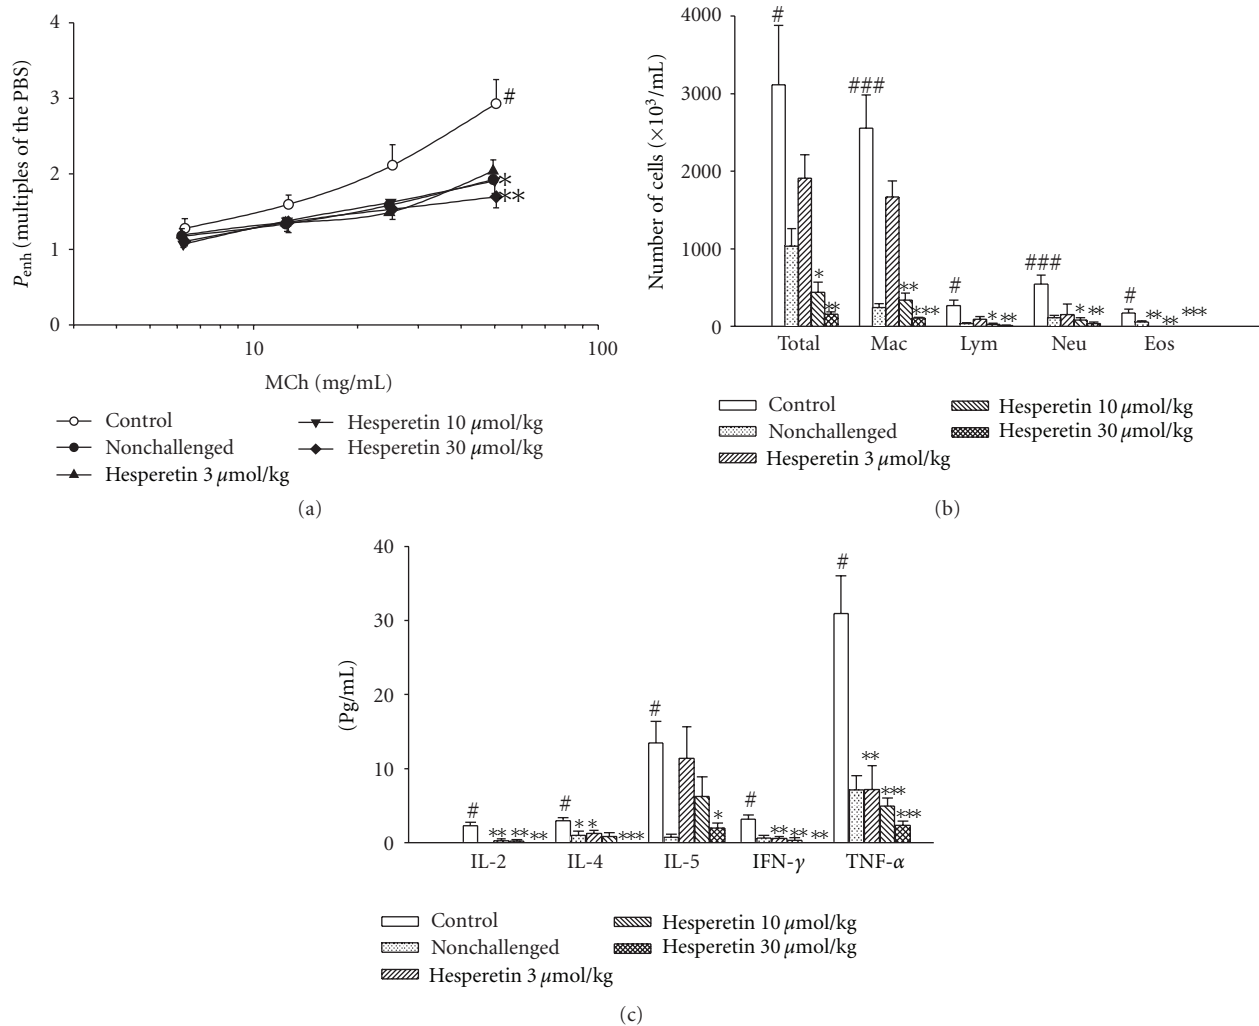 4
3
2
1
0
P_enh (multiples of the PBS)
#
*
**
10
100
MCh (mg/mL)
Control
Nonchallenged
Hesperetin 3 μmol/kg
Hesperetin 10 μmol/kg
Hesperetin 30 μmol/kg
(a)
4000
3000
2000
1000
0
Number of cells (×10³/mL)
#
*
**
###
**
***
#
*
**
###
*
**
#
**
**
***
Total
Mac
Lym
Neu
Eos
Control
Nonchallenged
Hesperetin 3 μmol/kg
Hesperetin 10 μmol/kg
Hesperetin 30 μmol/kg
(b)
40
30
20
10
0
(Pg/mL)
#
**
**
**
#
*
*
***
#
*
#
**
**
**
#
**
***
***
IL-2
IL-4
IL-5
IFN-γ
TNF-α
Control
Nonchallenged
Hesperetin 3 μmol/kg
Hesperetin 10 μmol/kg
Hesperetin 30 μmol/kg
(c)